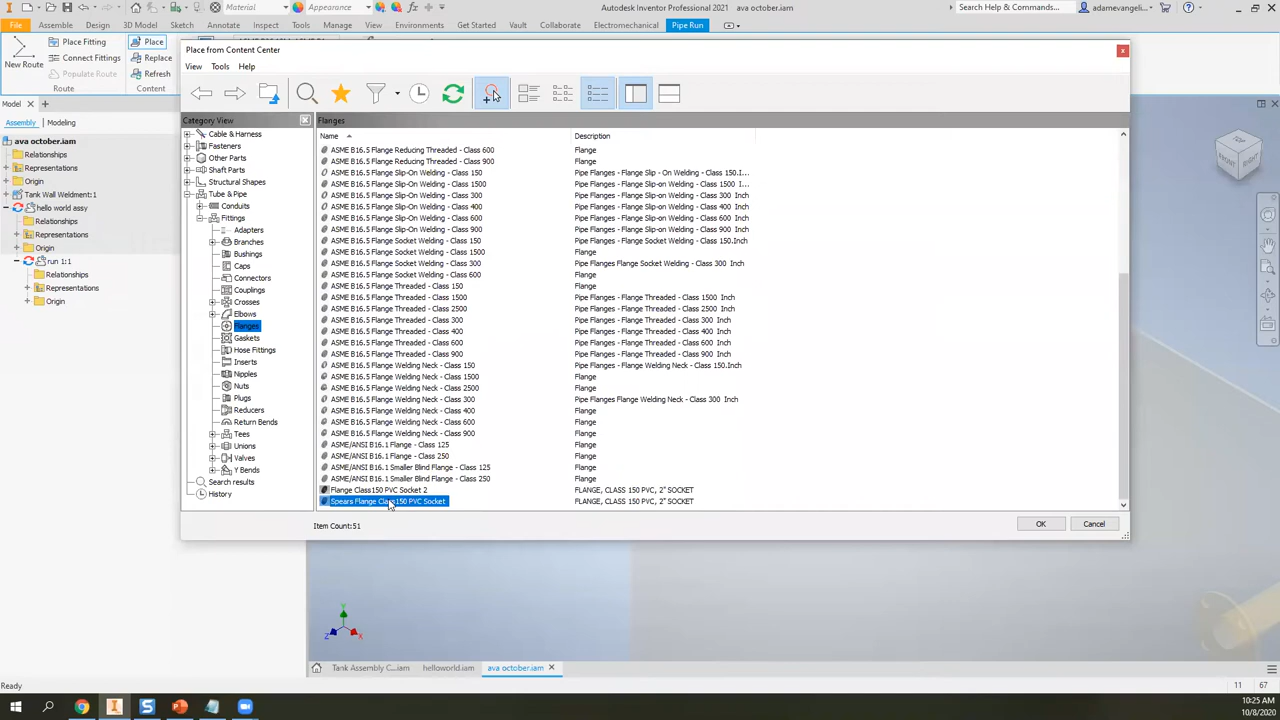 Material
Appearance
Autodesk Inventor Professional 2021
ava october.iam
Search Help & Commands...
adamevangeli...
File
Assemble
Design
3D Model
Sketch
Annotate
Inspect
Tools
Manage
View
Environments
Get Started
Vault
Collaborate
Electromechanical
Pipe Run
New Route
Place Fitting
Connect Fittings
Populate Route
Route
Place
Replace
Refresh
Content
Place from Content Center
View
Tools
Help
Model
Assembly
Modeling
ava october.iam
Relationships
Representations
Origin
Tank Wall Weldment:1
hello world assy
Relationships
Representations
Origin
run 1:1
Relationships
Representations
Origin
Category View
Cable & Harness
Fasteners
Other Parts
Shaft Parts
Structural Shapes
Tube & Pipe
Conduits
Fittings
Adapters
Branches
Bushings
Caps
Connectors
Couplings
Crosses
Elbows
Flanges
Gaskets
Hose Fittings
Inserts
Nipples
Nuts
Plugs
Reducers
Return Bends
Tees
Unions
Valves
Y Bends
Search results
History
Flanges
Name Description
ASME B16.5 Flange Reducing Threaded - Class 600 Flange
ASME B16.5 Flange Reducing Threaded - Class 900 Flange
ASME B16.5 Flange Slip-On Welding - Class 150 Pipe Flanges - Flange Slip - On Welding - Class 150.I...
ASME B16.5 Flange Slip-On Welding - Class 1500 Pipe Flanges - Flange Slip-on Welding - Class 1500 I...
ASME B16.5 Flange Slip-On Welding - Class 300 Pipe Flanges - Flange Slip-on Welding - Class 300 Inch
ASME B16.5 Flange Slip-On Welding - Class 400 Pipe Flanges - Flange Slip-on Welding - Class 400 Inch
ASME B16.5 Flange Slip-On Welding - Class 600 Pipe Flanges - Flange Slip-on Welding - Class 600 Inch
ASME B16.5 Flange Slip-On Welding - Class 900 Pipe Flanges - Flange Slip-on Welding - Class 900 Inch
ASME B16.5 Flange Socket Welding - Class 150 Pipe Flanges - Flange Socket Welding - Class 150.Inch
ASME B16.5 Flange Socket Welding - Class 1500 Flange
ASME B16.5 Flange Socket Welding - Class 300 Pipe Flanges Flange Socket Welding - Class 300 Inch
ASME B16.5 Flange Socket Welding - Class 600 Flange
ASME B16.5 Flange Threaded - Class 150 Flange
ASME B16.5 Flange Threaded - Class 1500 Pipe Flanges - Flange Threaded - Class 1500 Inch
ASME B16.5 Flange Threaded - Class 2500 Pipe Flanges - Flange Threaded - Class 2500 Inch
ASME B16.5 Flange Threaded - Class 300 Pipe Flanges - Flange Threaded - Class 300 Inch
ASME B16.5 Flange Threaded - Class 400 Pipe Flanges - Flange Threaded - Class 400 Inch
ASME B16.5 Flange Threaded - Class 600 Pipe Flanges - Flange Threaded - Class 600 Inch
ASME B16.5 Flange Threaded - Class 900 Pipe Flanges - Flange Threaded - Class 900 Inch
ASME B16.5 Flange Welding Neck - Class 150 Pipe Flanges - Flange Welding Neck - Class 150.Inch
ASME B16.5 Flange Welding Neck - Class 1500 Flange
ASME B16.5 Flange Welding Neck - Class 2500 Flange
ASME B16.5 Flange Welding Neck - Class 300 Pipe Flanges Flange Welding Neck - Class 300 Inch
ASME B16.5 Flange Welding Neck - Class 400 Flange
ASME B16.5 Flange Welding Neck - Class 600 Flange
ASME B16.5 Flange Welding Neck - Class 900 Flange
ASME/ANSI B16.1 Flange - Class 125 Flange
ASME/ANSI B16.1 Flange - Class 250 Flange
ASME/ANSI B16.1 Smaller Blind Flange - Class 125 Flange
ASME/ANSI B16.1 Smaller Blind Flange - Class 250 Flange
Flange Class150 PVC Socket 2 FLANGE, CLASS 150 PVC, 2" SOCKET
Spears Flange Class150 PVC Socket FLANGE, CLASS 150 PVC, 2" SOCKET
Item Count:51
OK
Cancel
TOP
FRONT
RIGHT
Y
Z
X
Tank Assembly C...iam
helloworld.iam
ava october.iam
Ready
11
67
10:25 AM
10/8/2020